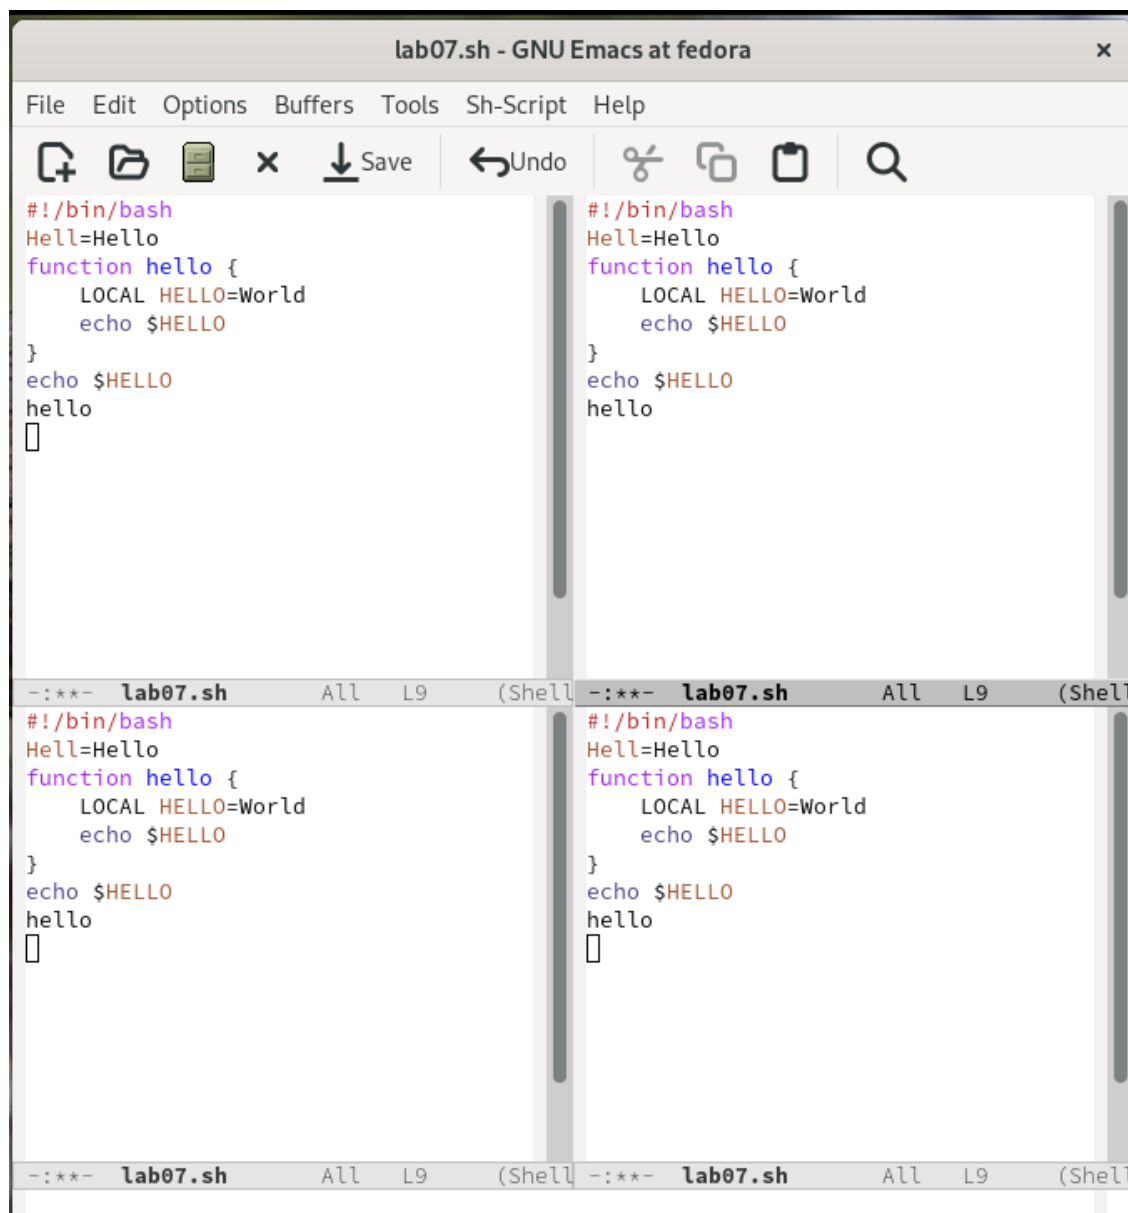 lab07.sh - GNU Emacs at fedora
File Edit Options Buffers Tools Sh-Script Help
Save Undo
#!/bin/bash
Hell=Hello
function hello {
    LOCAL HELLO=World
    echo $HELLO
}
echo $HELLO
hello
-:**- lab07.sh All L9 (Shell
#!/bin/bash
Hell=Hello
function hello {
    LOCAL HELLO=World
    echo $HELLO
}
echo $HELLO
hello
-:**- lab07.sh All L9 (Shell
#!/bin/bash
Hell=Hello
function hello {
    LOCAL HELLO=World
    echo $HELLO
}
echo $HELLO
hello
-:**- lab07.sh All L9 (Shell
#!/bin/bash
Hell=Hello
function hello {
    LOCAL HELLO=World
    echo $HELLO
}
echo $HELLO
hello
-:**- lab07.sh All L9 (Shell